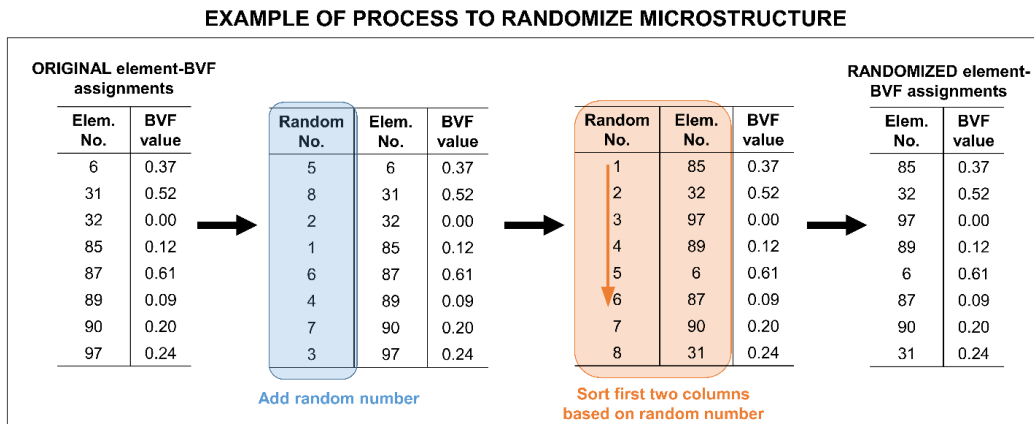 EXAMPLE OF PROCESS TO RANDOMIZE MICROSTRUCTURE
ORIGINAL element-BVF
assignments
Elem. BVF
No. value
6 0.37
31 0.52
32 0.00
85 0.12
87 0.61
89 0.09
90 0.20
97 0.24
Random Elem. BVF
No. No. value
5 6 0.37
8 31 0.52
2 32 0.00
1 85 0.12
6 87 0.61
4 89 0.09
7 90 0.20
3 97 0.24
Add random number
Random Elem. BVF
No. No. value
1 85 0.37
2 32 0.52
3 97 0.00
4 89 0.12
5 6 0.61
6 87 0.09
7 90 0.20
8 31 0.24
Sort first two columns
based on random number
RANDOMIZED element-
BVF assignments
Elem. BVF
No. value
85 0.37
32 0.52
97 0.00
89 0.12
6 0.61
87 0.09
90 0.20
31 0.24